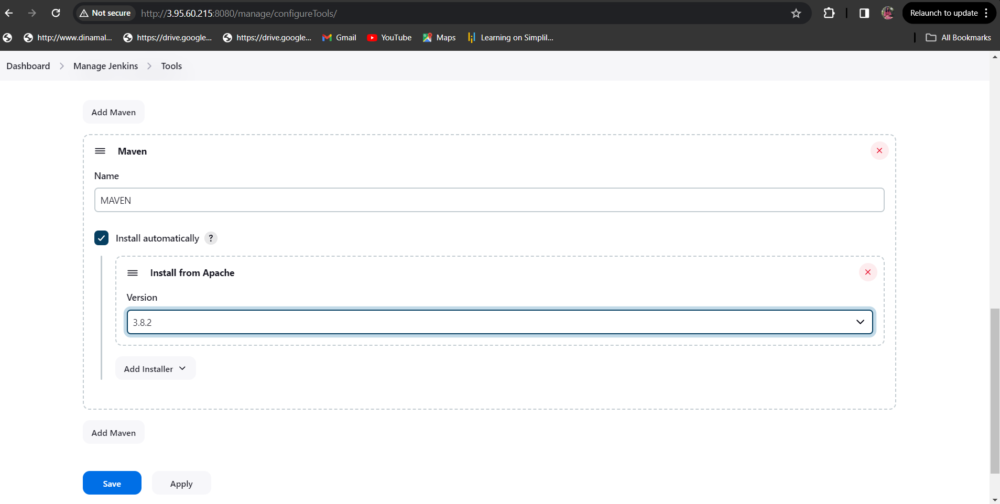 Not secure http://3.95.60.215:8080/manage/configureTools/ Relaunch to update
http://www.dinamal... https://drive.google... https://drive.google... Gmail YouTube Maps Learning on Simplil... All Bookmarks
Dashboard Manage Jenkins Tools
Add Maven
Maven
Name
MAVEN
Install automatically ?
Install from Apache
Version
3.8.2
Add Installer
Add Maven
Save Apply